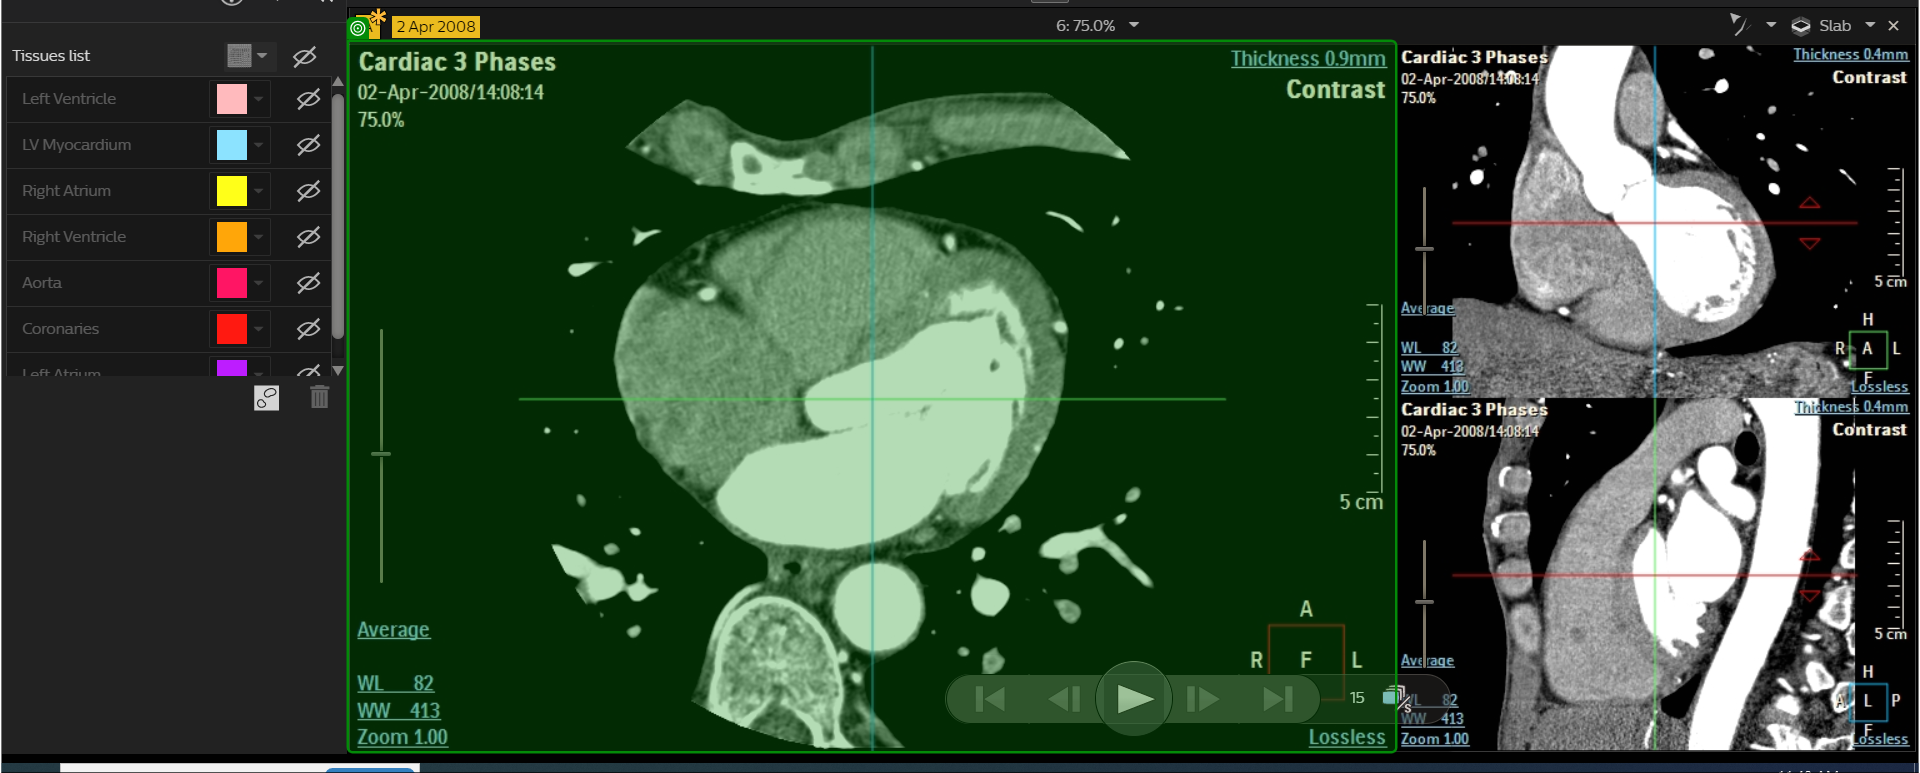 2 Apr 2008
6: 75.0%
Slab
Tissues list
Left Ventricle
LV Myocardium
Right Atrium
Right Ventricle
Aorta
Coronaries
Left Atrium
Cardiac 3 Phases
02-Apr-2008/14:08:14
75.0%
Thickness 0.9mm
Contrast
5 cm
Average
WL 82
WW 413
Zoom 1.00
A
R F L
15
Lossless
Cardiac 3 Phases
02-Apr-2008/14:08:14
75.0%
Thickness 0.4mm
Contrast
5 cm
Average
WL 82
WW 413
Zoom 1.00
H
R A L
F
Lossless
Cardiac 3 Phases
02-Apr-2008/14:08:14
75.0%
Thickness 0.4mm
Contrast
5 cm
Average
WL 82
WW 413
Zoom 1.00
H
A L P
F
Lossless